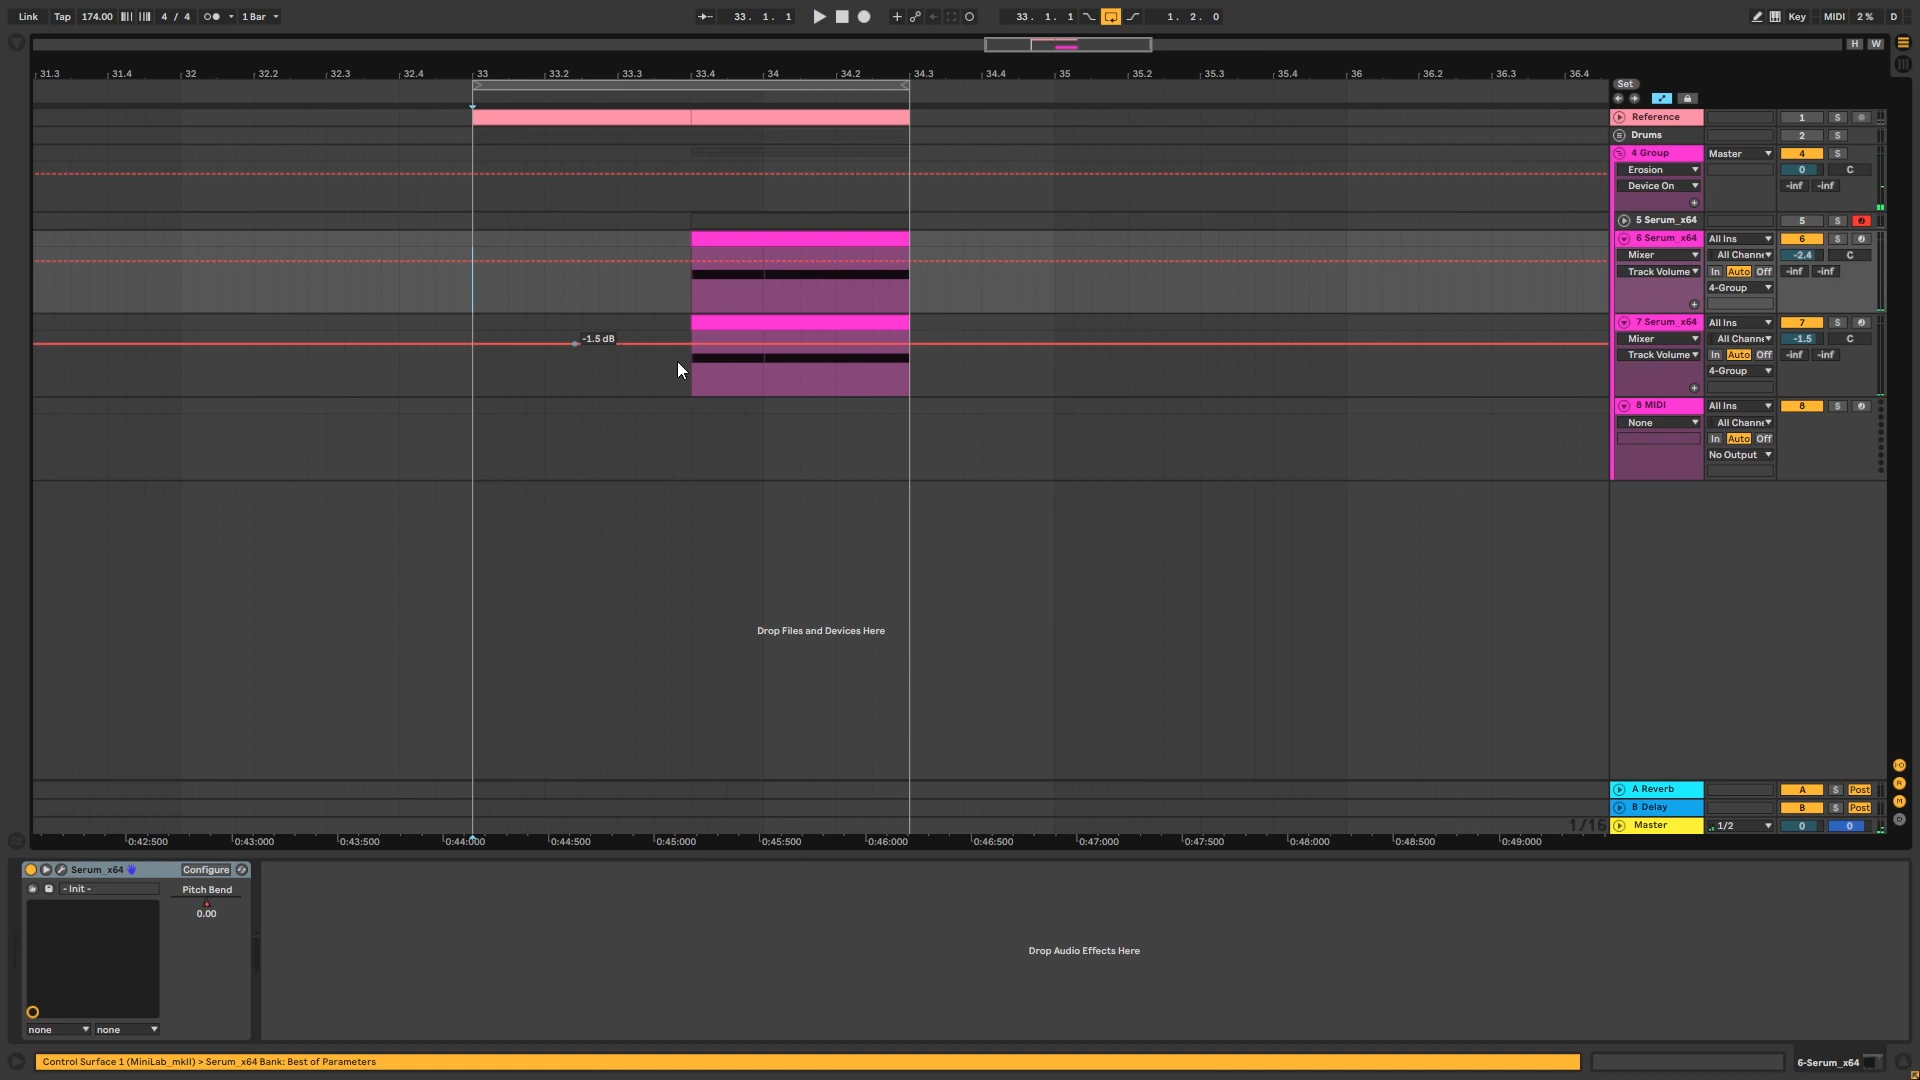 Link Tap 174.00 4 / 4 1 Bar 33. 1. 1 33. 1. 1 1. 2. 0 Key MIDI 2 % D
H W
31.3 31.4 32 32.2 32.3 32.4 33 33.2 33.3 33.4 34 34.2 34.3 34.4 35 35.2 35.3 35.4 36 36.2 36.3 36.4
Set
Reference 1 S
Drums 2 S
4 Group Master 4 S
Erosion 0 C
Device On -inf -inf
5 Serum_x64 5 S
6 Serum_x64 All Ins 6 S
Mixer All Channe -2.4 C
Track Volume In Auto Off -inf -inf
4-Group
7 Serum_x64 All Ins 7 S
-1.5 dB Mixer All Channe -1.5 C
Track Volume In Auto Off -inf -inf
4-Group
8 MIDI All Ins 8 S
None All Channe
In Auto Off
No Output
Drop Files and Devices Here
A Reverb A S Post
B Delay B S Post
1/16 Master 1/2 0 0
0:42:500 0:43:000 0:43:500 0:44:000 0:44:500 0:45:000 0:45:500 0:46:000 0:46:500 0:47:000 0:47:500 0:48:000 0:48:500 0:49:000
Serum_x64 Configure
- Init - Pitch Bend
0.00
Drop Audio Effects Here
none none
Control Surface 1 (MiniLab_mkII) > Serum_x64 Bank: Best of Parameters 6-Serum_x64